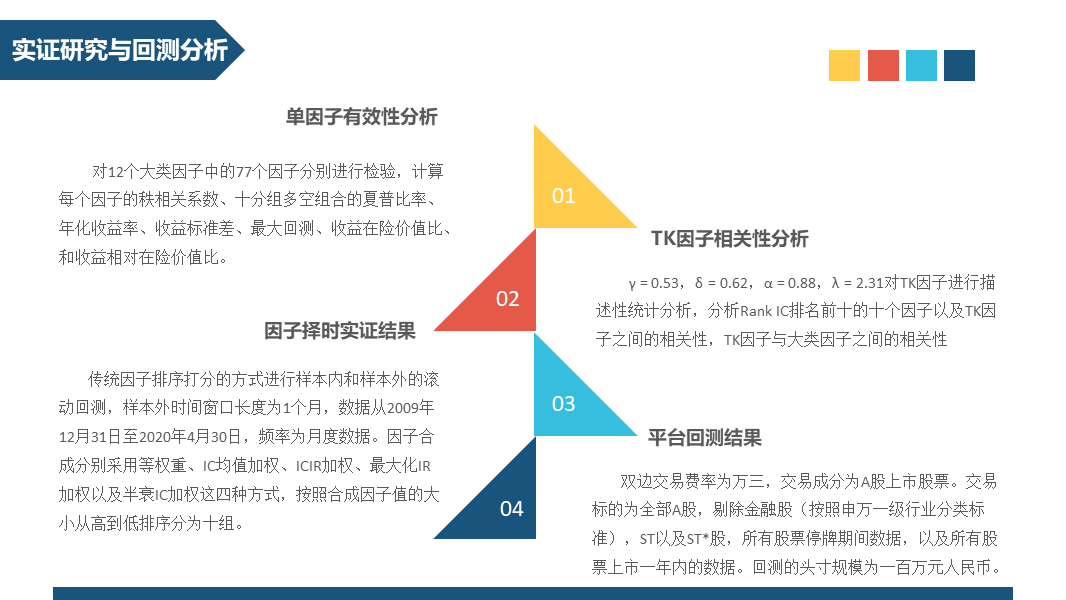 实证研究与回测分析
单因子有效性分析
对12个大类因子中的77个因子分别进行检验，计算
每个因子的秩相关系数、十分组多空组合的夏普比率、
年化收益率、收益标准差、最大回测、收益在险价值比、
和收益相对在险价值比。
01
TK因子相关性分析
γ = 0.53，δ = 0.62，α = 0.88，λ = 2.31对TK因子进行描
述性统计分析，分析Rank IC排名前十的十个因子以及TK因
子之间的相关性，TK因子与大类因子之间的相关性
02
因子择时实证结果
传统因子排序打分的方式进行样本内和样本外的滚
动回测，样本外时间窗口长度为1个月，数据从2009年
12月31日至2020年4月30日，频率为月度数据。因子合
成分别采用等权重、IC均值加权、ICIR加权、最大化IR
加权以及半衰IC加权这四种方式，按照合成因子值的大
小从高到低排序分为十组。
03
平台回测结果
双边交易费率为万三，交易成分为A股上市股票。交易
标的为全部A股，剔除金融股（按照申万一级行业分类标
准），ST以及ST*股，所有股票停牌期间数据，以及所有股
票上市一年内的数据。回测的头寸规模为一百万元人民币。
04